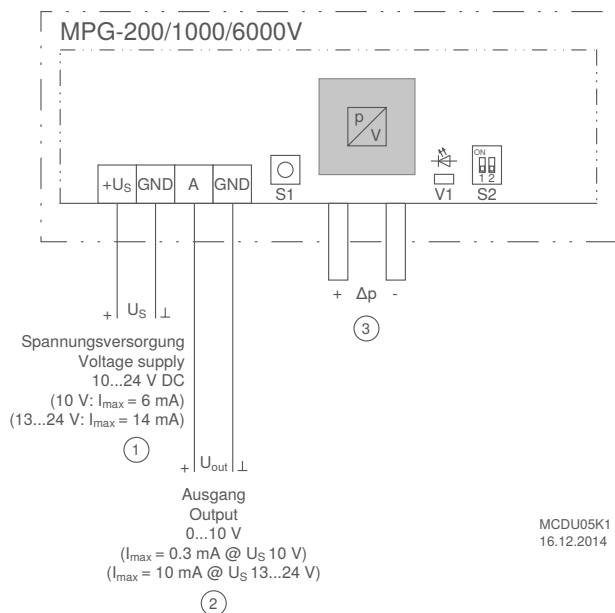 MPG-200/1000/6000V
p
V
ON
1 2
+US GND A GND
S1
V1
S2
+ US ⊥
+ Δp -
3
Spannungsversorgung
Voltage supply
10...24 V DC
(10 V: Imax = 6 mA)
(13...24 V: Imax = 14 mA)
1
+ Uout ⊥
Ausgang
Output
0...10 V
(Imax = 0.3 mA @ US 10 V)
(Imax = 10 mA @ US 13...24 V)
2
MCDU05K1
16.12.2014